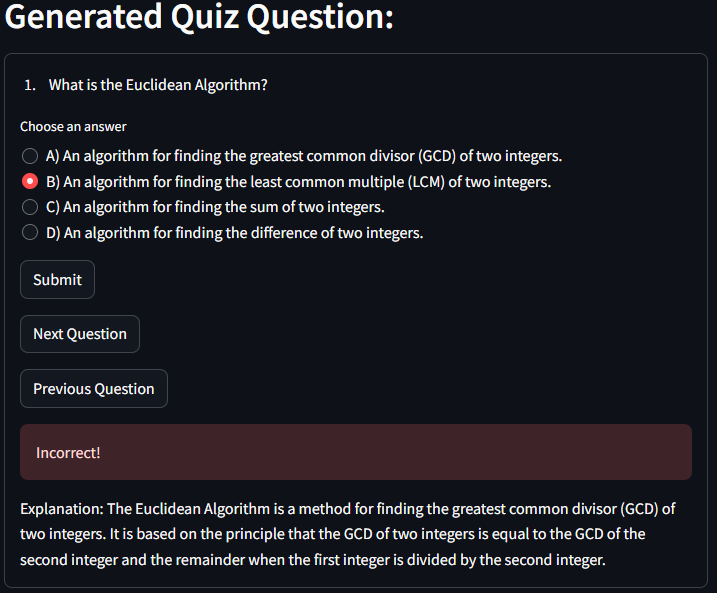 Generated Quiz Question:
1. What is the Euclidean Algorithm?
Choose an answer
A) An algorithm for finding the greatest common divisor (GCD) of two integers.
B) An algorithm for finding the least common multiple (LCM) of two integers.
C) An algorithm for finding the sum of two integers.
D) An algorithm for finding the difference of two integers.
Submit
Next Question
Previous Question
Incorrect!
Explanation: The Euclidean Algorithm is a method for finding the greatest common divisor (GCD) of
two integers. It is based on the principle that the GCD of two integers is equal to the GCD of the
second integer and the remainder when the first integer is divided by the second integer.